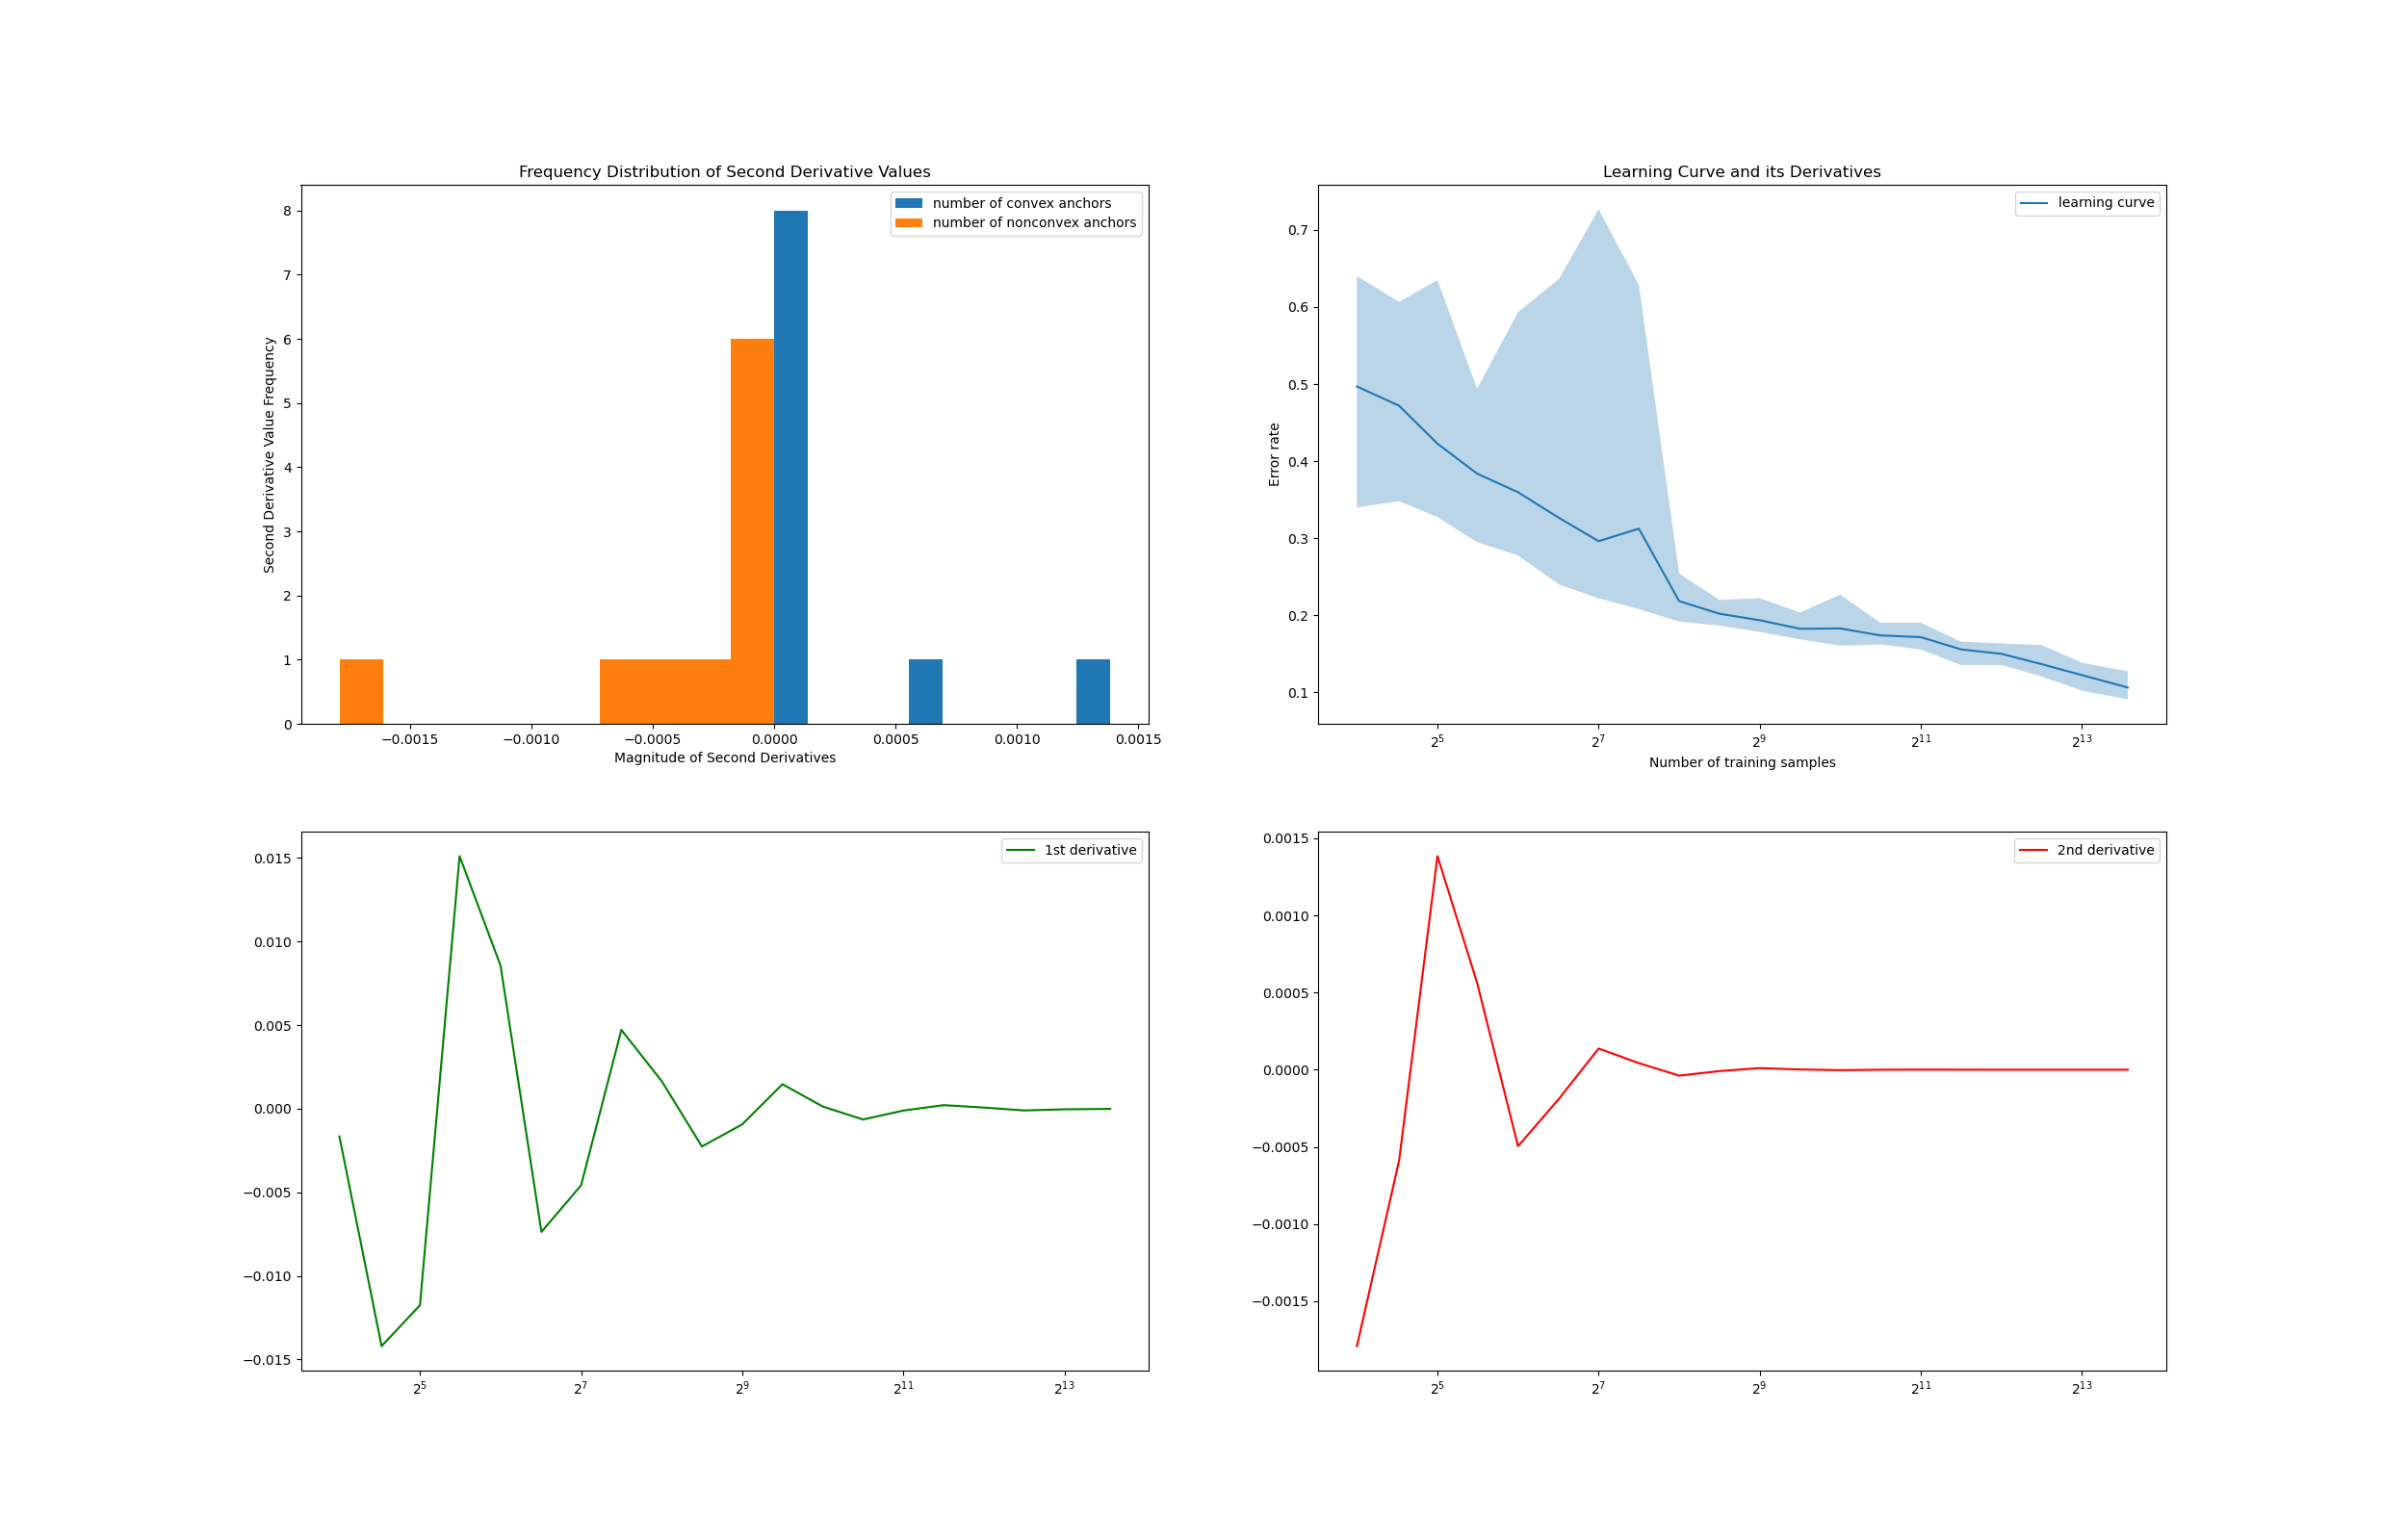 Frequency Distribution of Second Derivative Values
number of convex anchors
number of nonconvex anchors
8
7
6
5
4
3
2
1
0
Second Derivative Value Frequency
−0.0015 −0.0010 −0.0005 0.0000 0.0005 0.0010 0.0015
Magnitude of Second Derivatives
Learning Curve and its Derivatives
learning curve
0.7
0.6
0.5
0.4
0.3
0.2
0.1
Error rate
2^5 2^7 2^9 2^11 2^13
Number of training samples
1st derivative
0.015
0.010
0.005
0.000
−0.005
−0.010
−0.015
2^5 2^7 2^9 2^11 2^13
2nd derivative
0.0015
0.0010
0.0005
0.0000
−0.0005
−0.0010
−0.0015
2^5 2^7 2^9 2^11 2^13